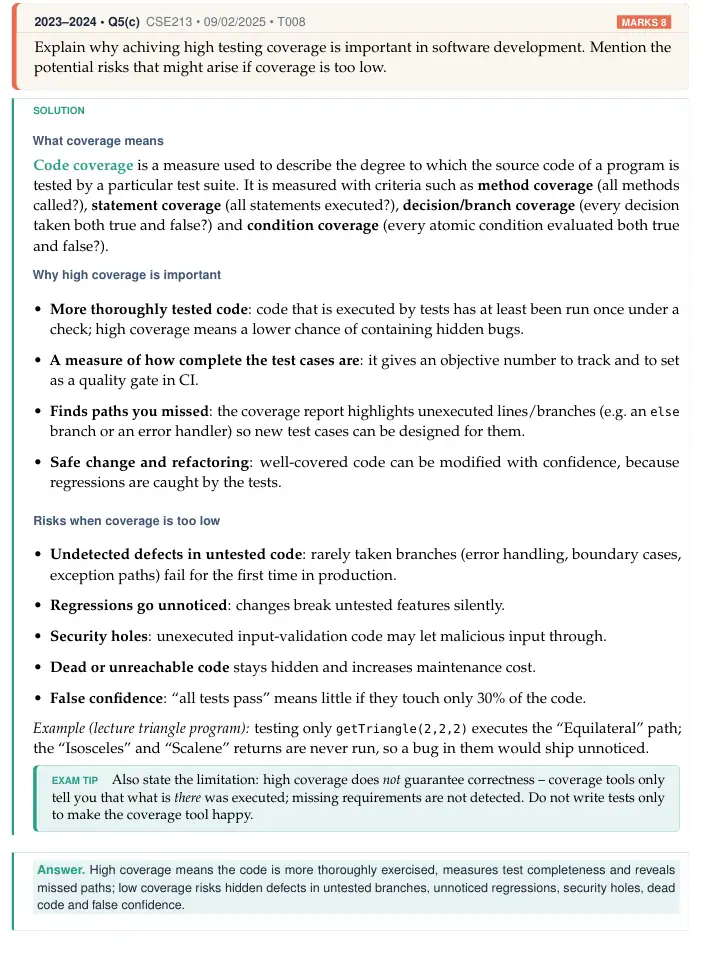 2023–2024 • Q5(c) CSE213 • 09/02/2025 • T008 MARKS 8
Explain why achiving high testing coverage is important in software development. Mention the
potential risks that might arise if coverage is too low.
SOLUTION
What coverage means
Code coverage is a measure used to describe the degree to which the source code of a program is
tested by a particular test suite. It is measured with criteria such as method coverage (all methods
called?), statement coverage (all statements executed?), decision/branch coverage (every decision
taken both true and false?) and condition coverage (every atomic condition evaluated both true
and false?).
Why high coverage is important
• More thoroughly tested code: code that is executed by tests has at least been run once under a
check; high coverage means a lower chance of containing hidden bugs.
• A measure of how complete the test cases are: it gives an objective number to track and to set
as a quality gate in CI.
• Finds paths you missed: the coverage report highlights unexecuted lines/branches (e.g. an else
branch or an error handler) so new test cases can be designed for them.
• Safe change and refactoring: well-covered code can be modified with confidence, because
regressions are caught by the tests.
Risks when coverage is too low
• Undetected defects in untested code: rarely taken branches (error handling, boundary cases,
exception paths) fail for the first time in production.
• Regressions go unnoticed: changes break untested features silently.
• Security holes: unexecuted input-validation code may let malicious input through.
• Dead or unreachable code stays hidden and increases maintenance cost.
• False confidence: “all tests pass” means little if they touch only 30% of the code.
Example (lecture triangle program): testing only getTriangle(2,2,2) executes the “Equilateral” path;
the “Isosceles” and “Scalene” returns are never run, so a bug in them would ship unnoticed.
EXAM TIP Also state the limitation: high coverage does not guarantee correctness – coverage tools only
tell you that what is there was executed; missing requirements are not detected. Do not write tests only
to make the coverage tool happy.
Answer. High coverage means the code is more thoroughly exercised, measures test completeness and reveals
missed paths; low coverage risks hidden defects in untested branches, unnoticed regressions, security holes, dead
code and false confidence.